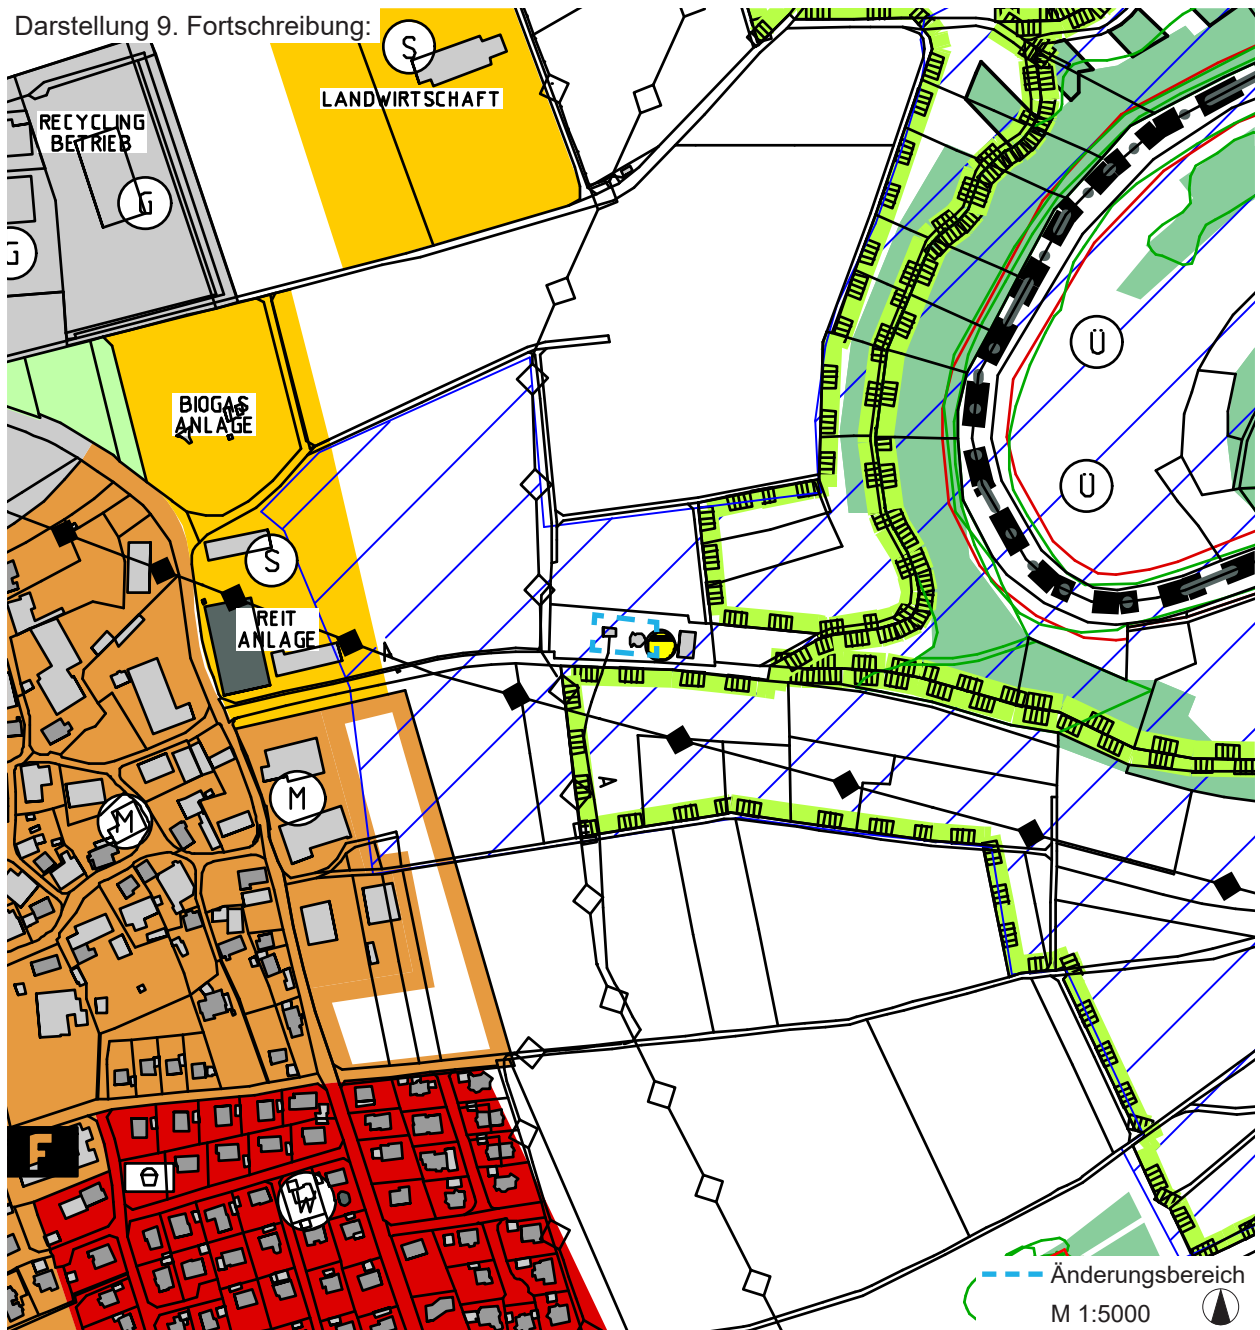 Darstellung 9. Fortschreibung:
S
LANDWIRTSCHAFT
RECYCLING
BETRIEB
G
G
Ü
BIOGAS
ANLAGE
Ü
S
REIT
ANLAGE
A
A
M
M
F
W
Änderungsbereich
M 1:5000